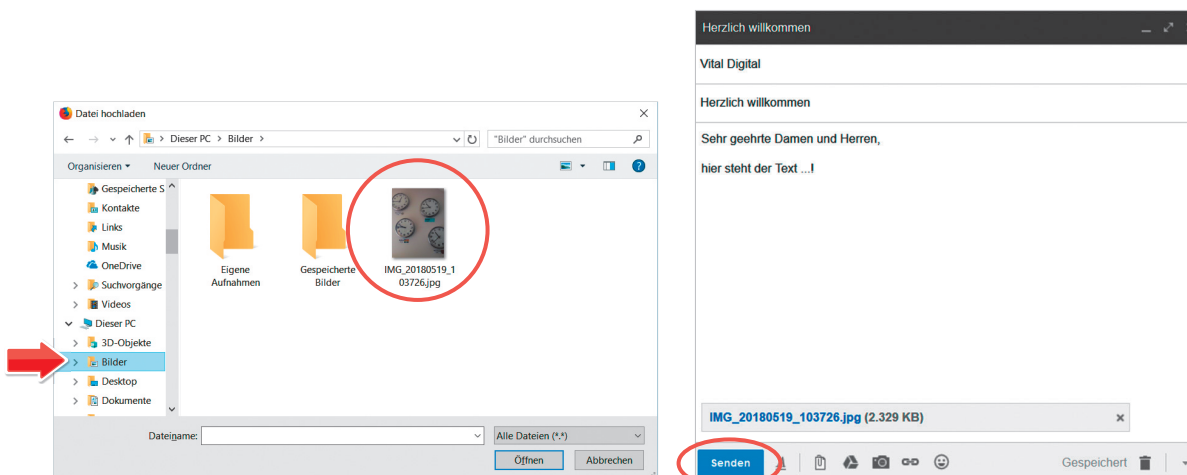 Datei hochladen
Dieser PC > Bilder >
"Bilder" durchsuchen
Organisieren
Neuer Ordner
Gespeicherte S
Kontakte
Links
Musik
OneDrive
Suchvorgänge
Videos
Dieser PC
3D-Objekte
Bilder
Desktop
Dokumente
Eigene
Aufnahmen
Gespeicherte
Bilder
IMG_20180519_1
03726.jpg
Dateiname:
Alle Dateien (*.*)
Öffnen
Abbrechen
Herzlich willkommen
Vital Digital
Herzlich willkommen
Sehr geehrte Damen und Herren,
hier steht der Text ...!
IMG_20180519_103726.jpg (2.329 KB)
Senden
Gespeichert